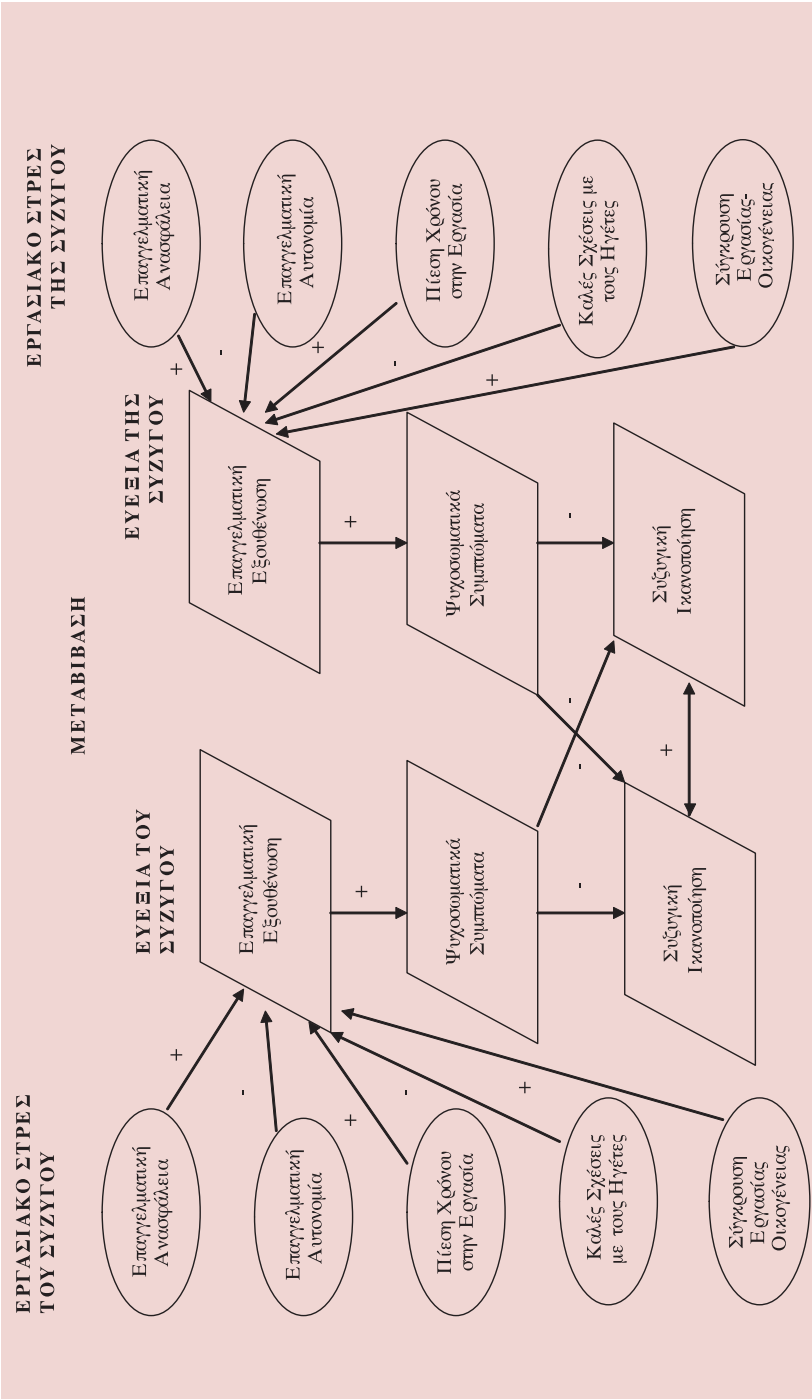 ΕΡΓΑΣΙΑΚΟ ΣΤΡΕΣ
ΤΟΥ ΣΥΖΥΓΟΥ
ΕΥΕΞΙΑ ΤΟΥ
ΣΥΖΥΓΟΥ
ΜΕΤΑΒΙΒΑΣΗ
ΕΥΕΞΙΑ ΤΗΣ
ΣΥΖΥΓΟΥ
ΕΡΓΑΣΙΑΚΟ ΣΤΡΕΣ
ΤΗΣ ΣΥΖΥΓΟΥ
Επαγγελματική
Ανασφάλεια
+
Επαγγελματική
Αυτονομία
-
Πίεση Χρόνου
στην Εργασία
+
Καλές Σχέσεις
με τους Ηγέτες
-
Σύγκρουση
Εργασίας
Οικογένειας
+
Επαγγελματική
Εξουθένωση
+
Ψυχοσωματικά
Συμπτώματα
-
-
Συζυγική
Ικανοποίηση
+
Επαγγελματική
Εξουθένωση
+
Ψυχοσωματικά
Συμπτώματα
-
-
Συζυγική
Ικανοποίηση
Επαγγελματική
Ανασφάλεια
+
Επαγγελματική
Αυτονομία
-
Πίεση Χρόνου
στην Εργασία
+
Καλές Σχέσεις με
τους Ηγέτες
-
Σύγκρουση
Εργασίας-
Οικογένειας
+